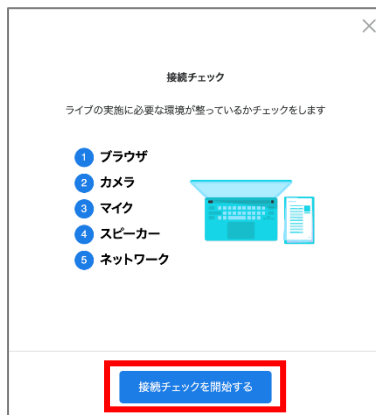 接続チェック
ライブの実施に必要な環境が整っているかチェックをします
1 ブラウザ
2 カメラ
3 マイク
4 スピーカー
5 ネットワーク
接続チェックを開始する